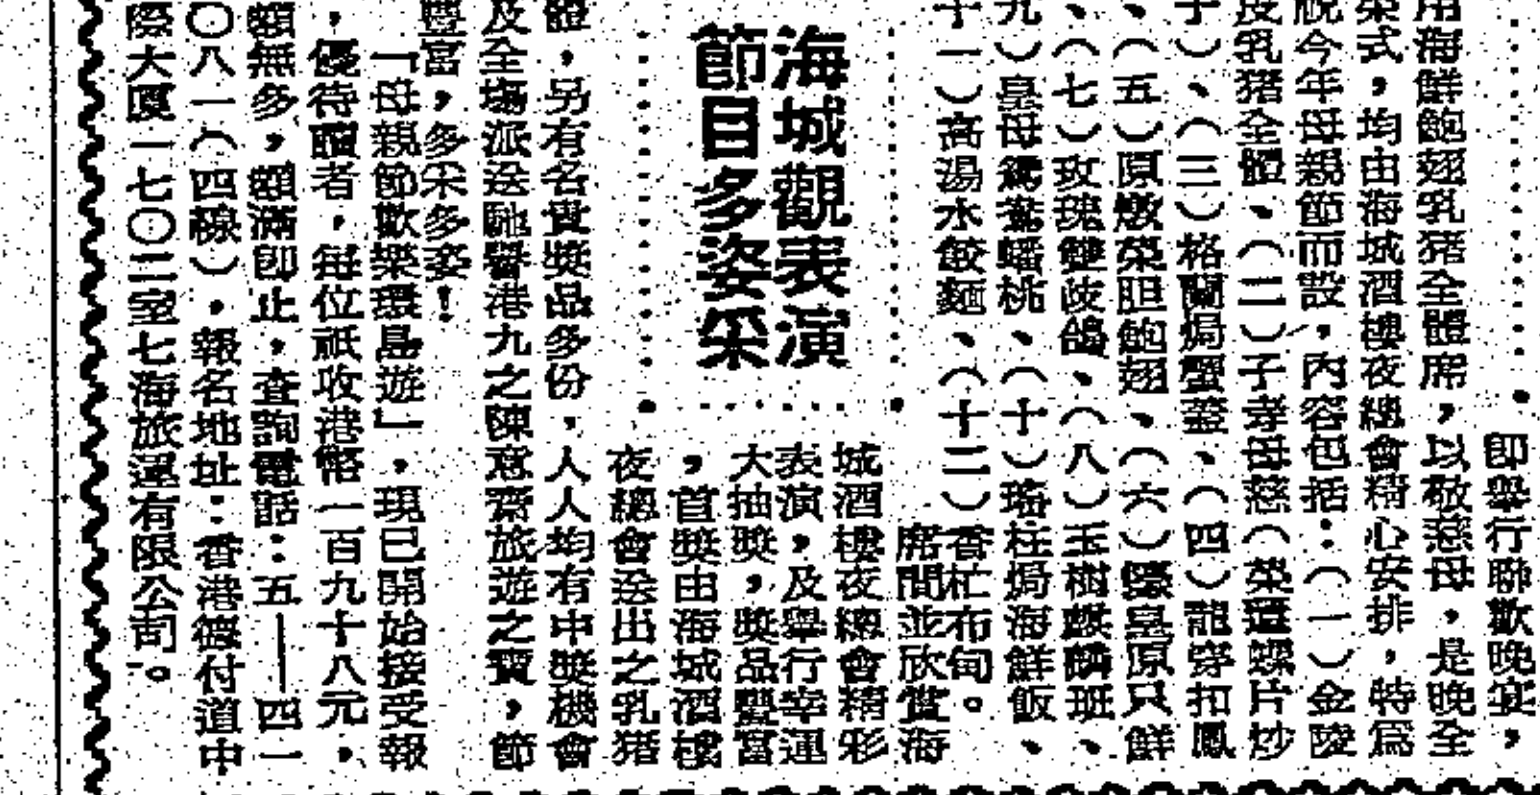 即舉行聯歡晚宴，
用海鮮鮑翅乳猪全體席，以敬慈母，是晚全
菜式，均由海城酒樓夜總會精心安排，特爲
祝今年母親節而設，內容包括：（一）金陵
皮乳猪全體、（二）子孝母慈（英遭螺片炒
子）、（三）格蘭焗蟹蓋、（四）龍穿扣鳳
、（五）原燉菜胆鮑翅、（六）蠔皇原只鮮
、（七）玫瑰雙歧鴿、（八）玉樹麒麟班、
九）皇母鴛鴦蟠桃、（十）瑤柱焗海鮮飯、
十一）高湯水餃麵、（十二）香杧布甸。
海城觀表演
節目多姿采
席間並欣賞海
城酒樓夜總會精彩
表演，及舉行幸運
大抽獎，獎品豐富
，首獎由海城酒樓
夜總會送出之乳猪
體，另有名貴獎品多份，人人均有中獎機會
及全場派送馳譽港九之陳意齋旅遊之寶，節
豐富，多采多姿！
「母親節歡樂環島遊」，現已開始接受報
，優待讀者，每位祇收港幣一百九十八元，
額無多，額滿卽止，查詢電話：五——四一
〇八一（四線），報名地址：香港德付道中
際大厦一七〇二室七海旅運有限公司。